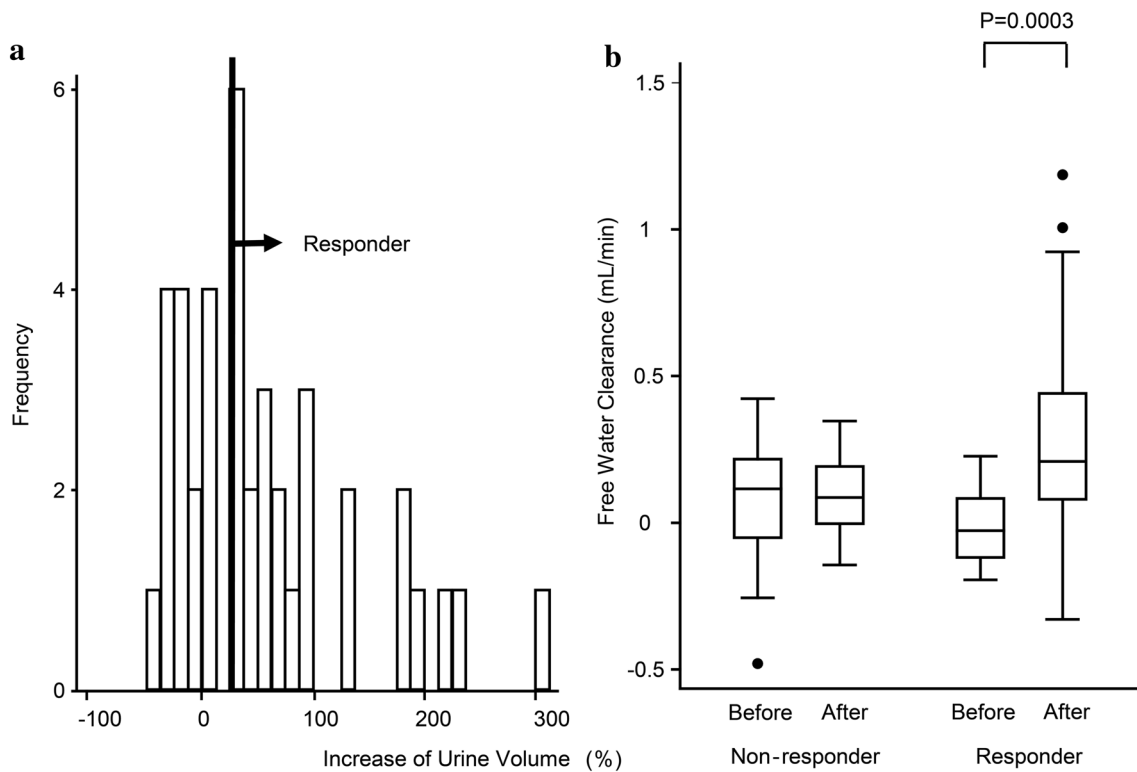 a
6
4
2
0
Frequency
Responder
-100
0
100
200
300
Increase of Urine Volume (%)
b
P=0.0003
1.5
1
0.5
0
-0.5
Free Water Clearance (mL/min)
Before After Before After
Non-responder Responder